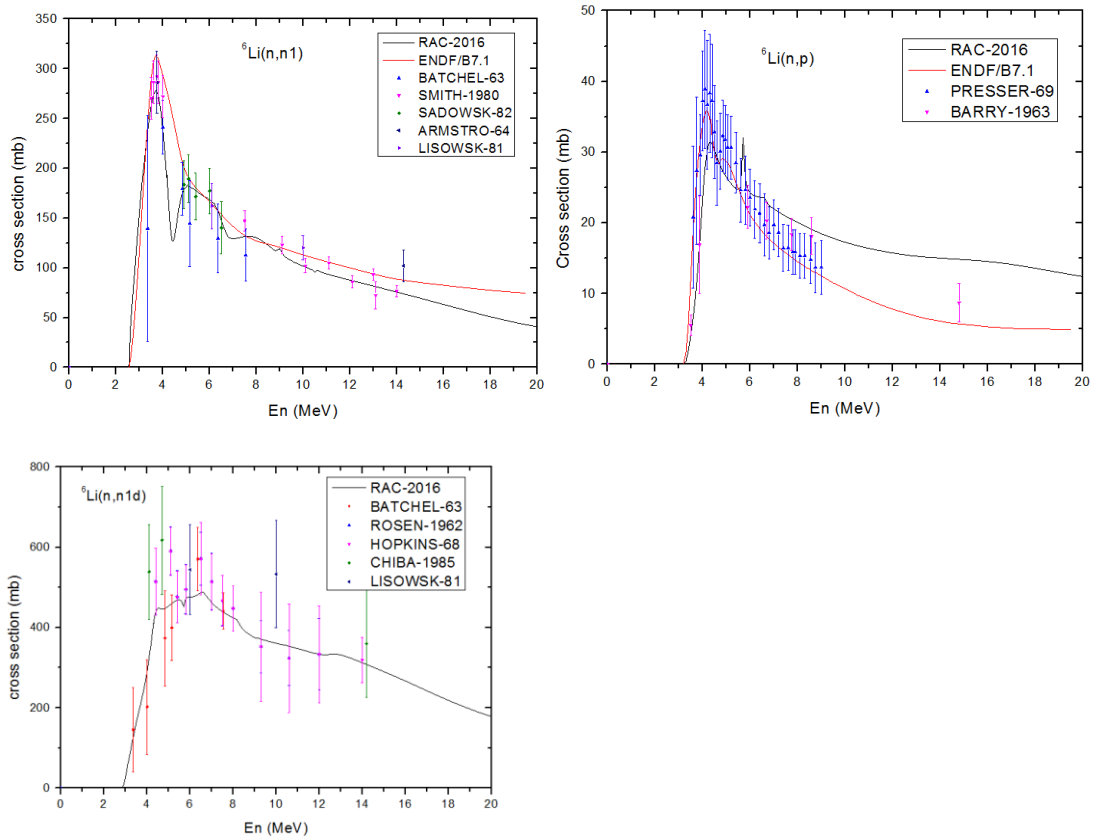 350
300
250
200
150
100
50
0
cross section (mb)
⁶Li(n,n1)
RAC-2016
ENDF/B7.1
BATCHEL-63
SMITH-1980
SADOWSK-82
ARMSTRO-64
LISOWSK-81
0 2 4 6 8 10 12 14 16 18 20
En (MeV)
50
40
30
20
10
0
Cross section (mb)
⁶Li(n,p)
RAC-2016
ENDF/B7.1
PRESSER-69
BARRY-1963
0 2 4 6 8 10 12 14 16 18 20
En (MeV)
800
600
400
200
0
cross section (mb)
⁶Li(n,n1d)
RAC-2016
BATCHEL-63
ROSEN-1962
HOPKINS-68
CHIBA-1985
LISOWSK-81
0 2 4 6 8 10 12 14 16 18 20
En (MeV)